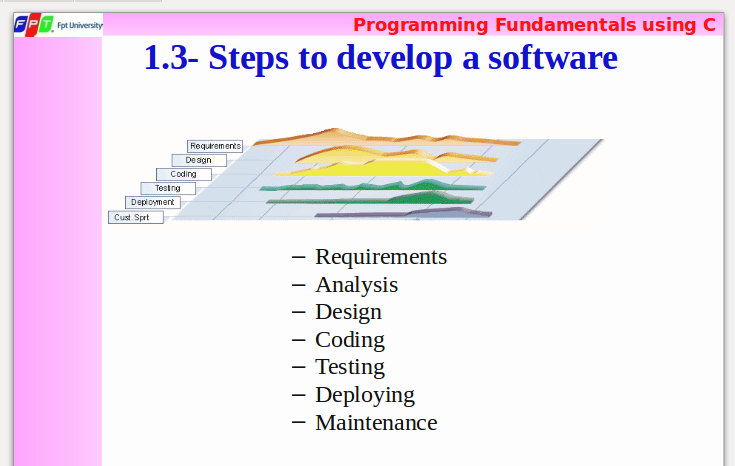 FPT Fpt University
Programming Fundamentals using C
1.3- Steps to develop a software
Requirements
Design
Coding
Testing
Deployment
Cust. Sprt
– Requirements
– Analysis
– Design
– Coding
– Testing
– Deploying
– Maintenance